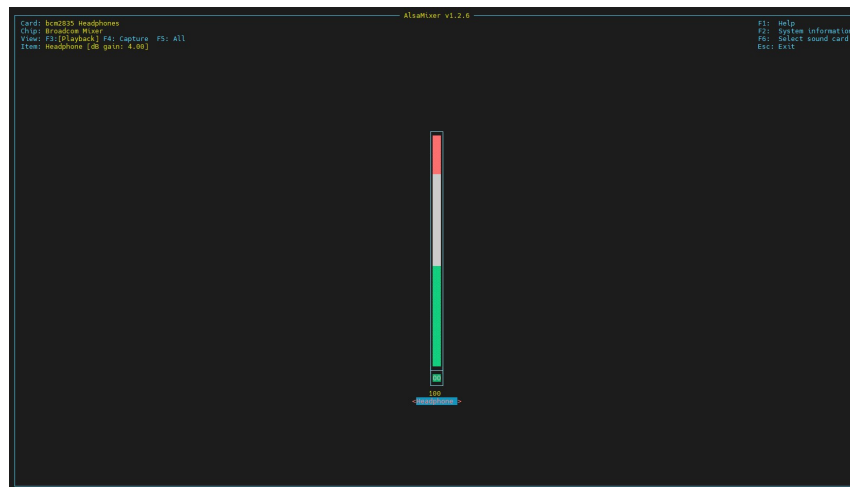 AlsaMixer v1.2.6
Card: bcm2835 Headphones
Chip: Broadcom Mixer
View: F3:[Playback] F4: Capture  F5: All
Item: Headphone [dB gain: 4.00]
F1:  Help
F2:  System information
F6:  Select sound card
Esc: Exit
OO
100
<Headphone >